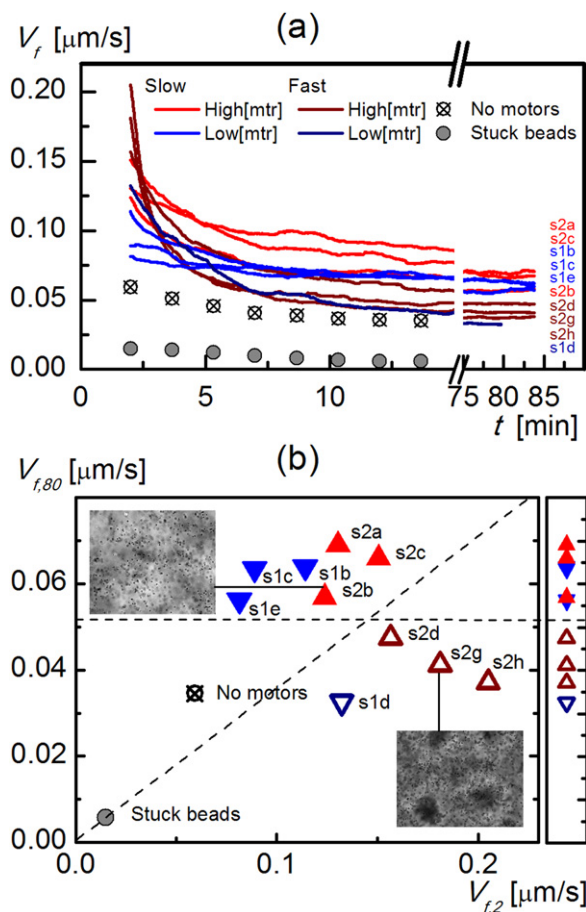 (a)
V_f [μm/s]
Slow Fast
High[mtr] High[mtr] No motors
Low[mtr] Low[mtr] Stuck beads
0.20
0.15
0.10
0.05
0.00
s2a
s2c
s1b
s1c
s1e
s2b
s2d
s2g
s2h
s1d
0 5 10 75 80 85
t [min]
(b)
V_f,80 [μm/s]
s2a
s2c
s1c s1b
s2b
s1e
s2d
s2g
s2h
s1d
No motors
Stuck beads
0.06
0.04
0.02
0.00
0.0 0.1 0.2
V_f,2 [μm/s]